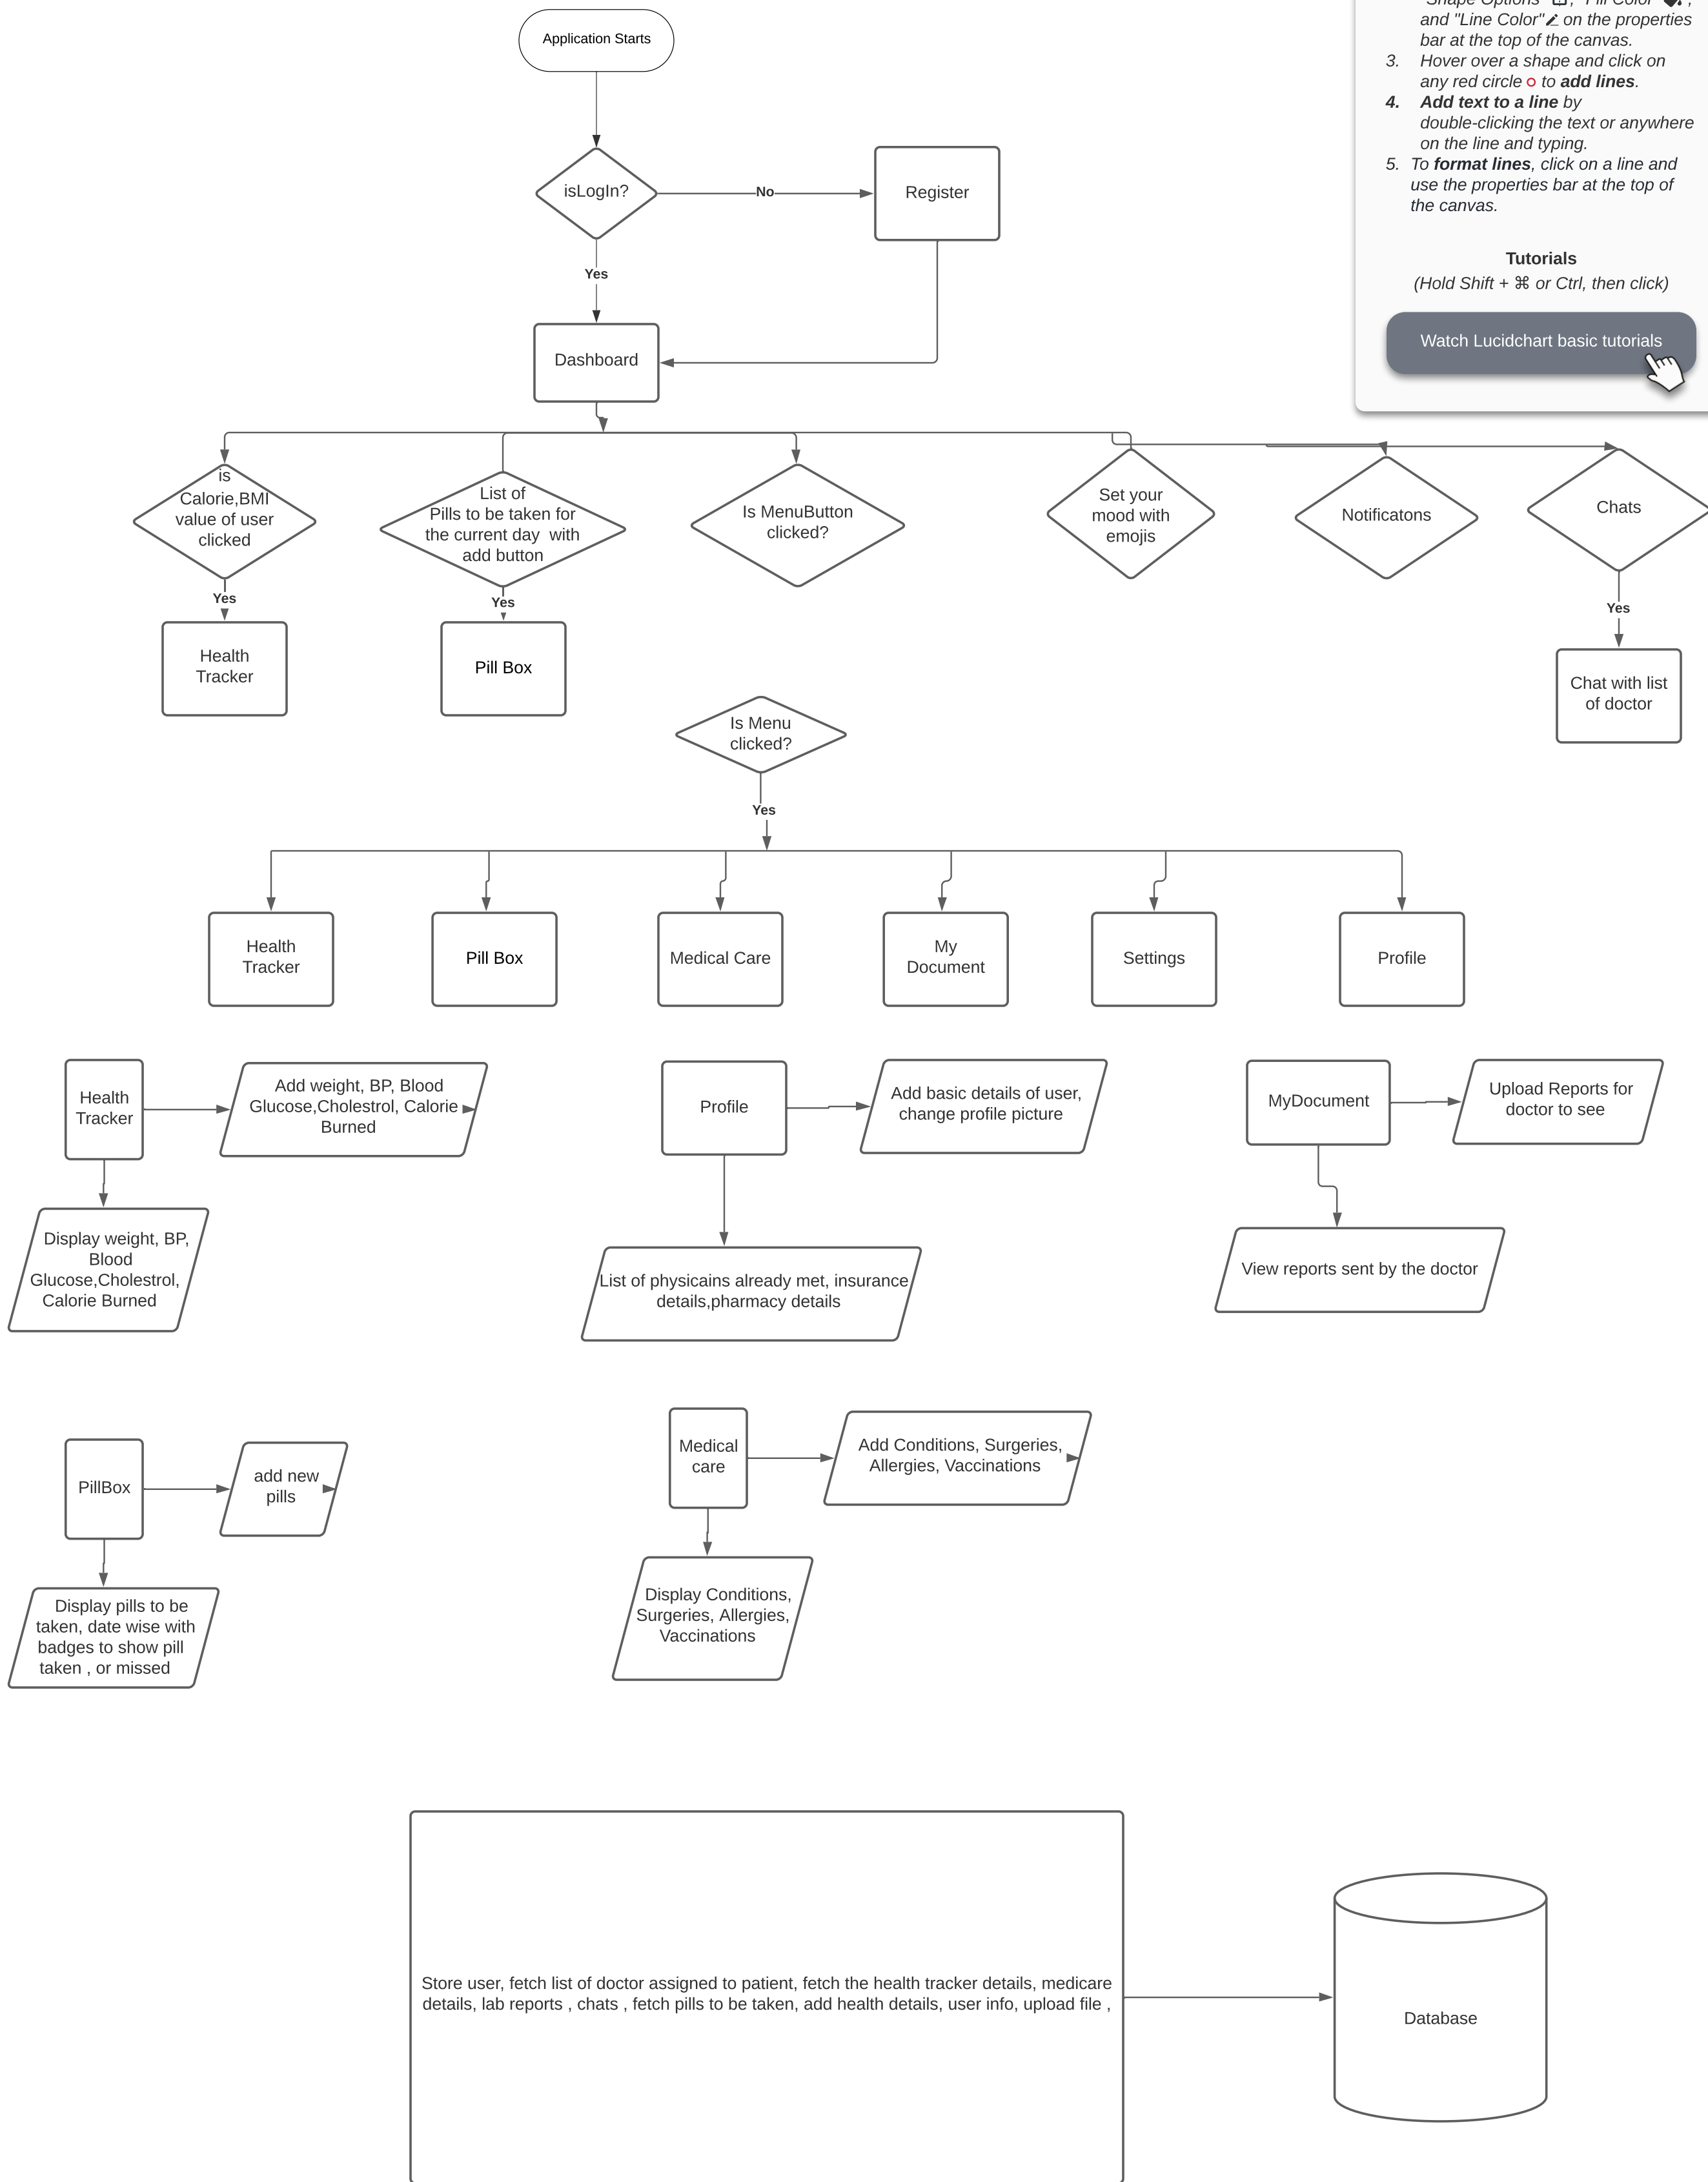 Application Starts
"Shape Options" , "Fill Color" ,
and "Line Color" on the properties
bar at the top of the canvas.
3. Hover over a shape and click on
any red circle to add lines.
4. Add text to a line by
double-clicking the text or anywhere
on the line and typing.
5. To format lines, click on a line and
use the properties bar at the top of
the canvas.
Tutorials
(Hold Shift + ⌘ or Ctrl, then click)
Watch Lucidchart basic tutorials
isLogIn?
No
Register
Yes
Dashboard
is
Calorie,BMI
value of user
clicked
List of
Pills to be taken for
the current day with
add button
Is MenuButton
clicked?
Set your
mood with
emojis
Notificatons
Chats
Yes
Yes
Yes
Health
Tracker
Pill Box
Chat with list
of doctor
Is Menu
clicked?
Yes
Health
Tracker
Pill Box
Medical Care
My
Document
Settings
Profile
Health
Tracker
Add weight, BP, Blood
Glucose,Cholestrol, Calorie
Burned
Profile
Add basic details of user,
change profile picture
MyDocument
Upload Reports for
doctor to see
Display weight, BP,
Blood
Glucose,Cholestrol,
Calorie Burned
List of physicains already met, insurance
details,pharmacy details
View reports sent by the doctor
PillBox
add new
pills
Medical
care
Add Conditions, Surgeries,
Allergies, Vaccinations
Display pills to be
taken, date wise with
badges to show pill
taken , or missed
Display Conditions,
Surgeries, Allergies,
Vaccinations
Store user, fetch list of doctor assigned to patient, fetch the health tracker details, medicare
details, lab reports , chats , fetch pills to be taken, add health details, user info, upload file ,
Database